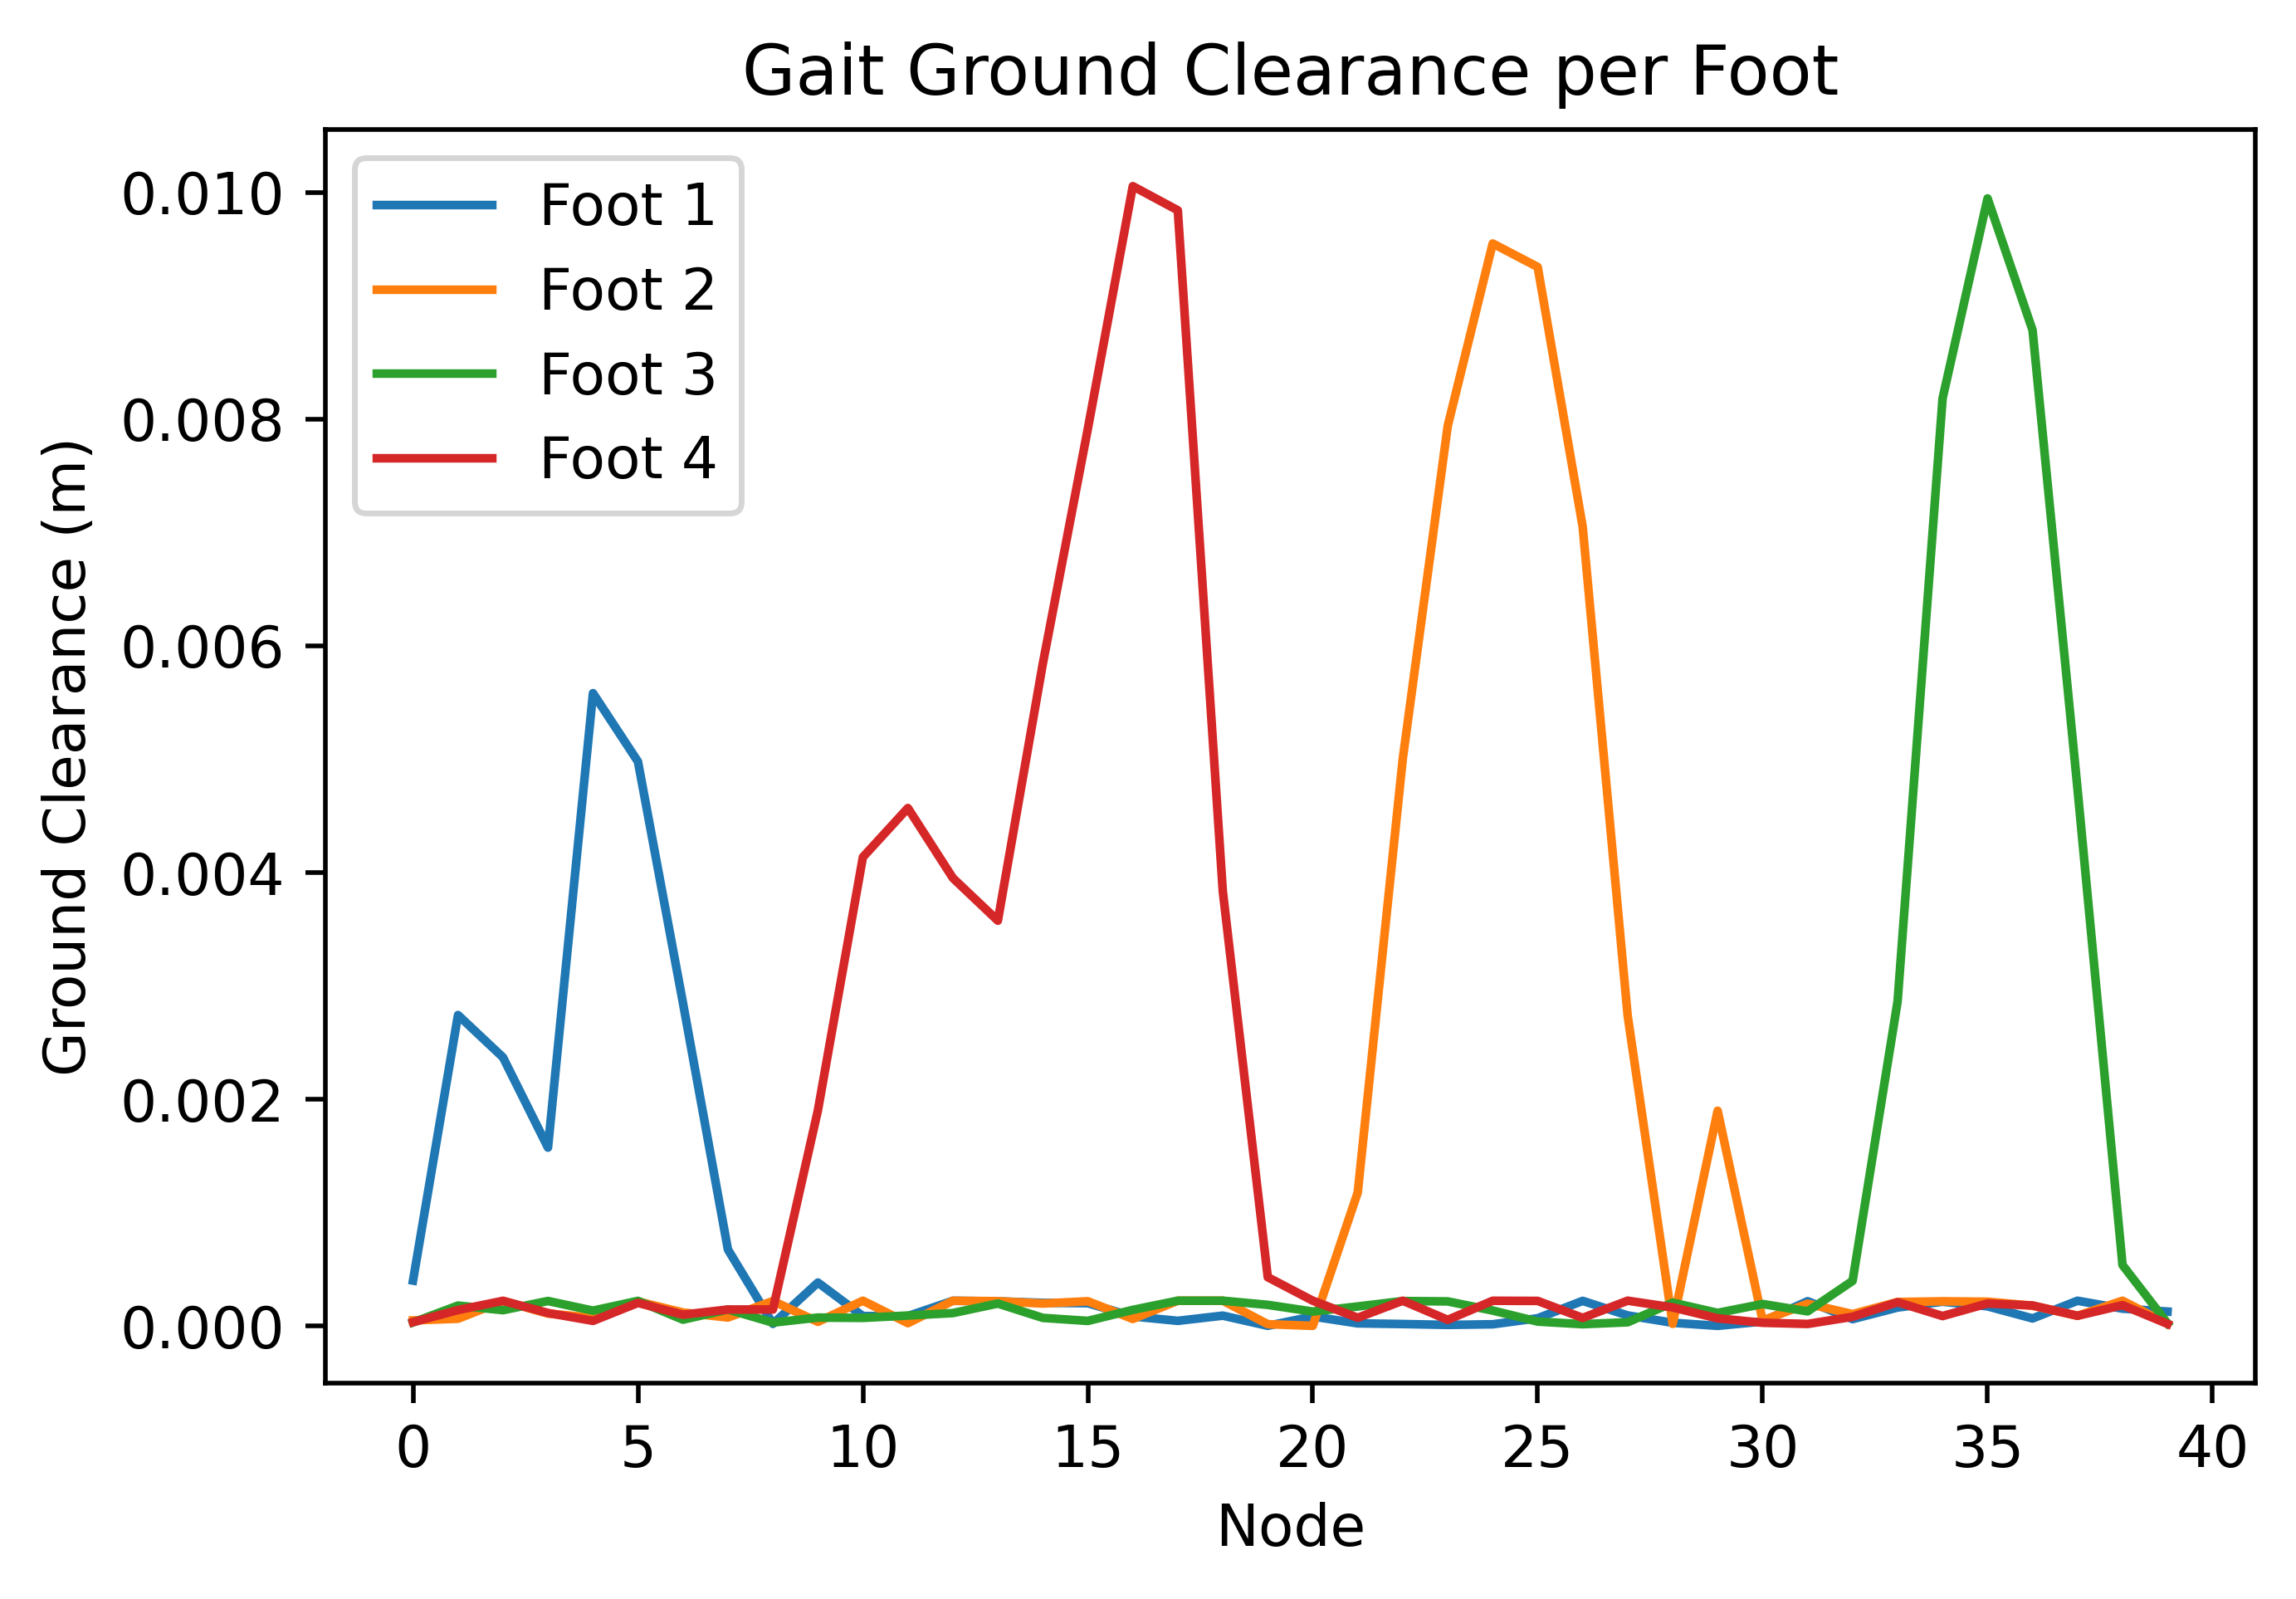 Gait Ground Clearance per Foot
Foot 1
Foot 2
Foot 3
Foot 4
Ground Clearance (m)
0.010
0.008
0.006
0.004
0.002
0.000
0 5 10 15 20 25 30 35 40
Node